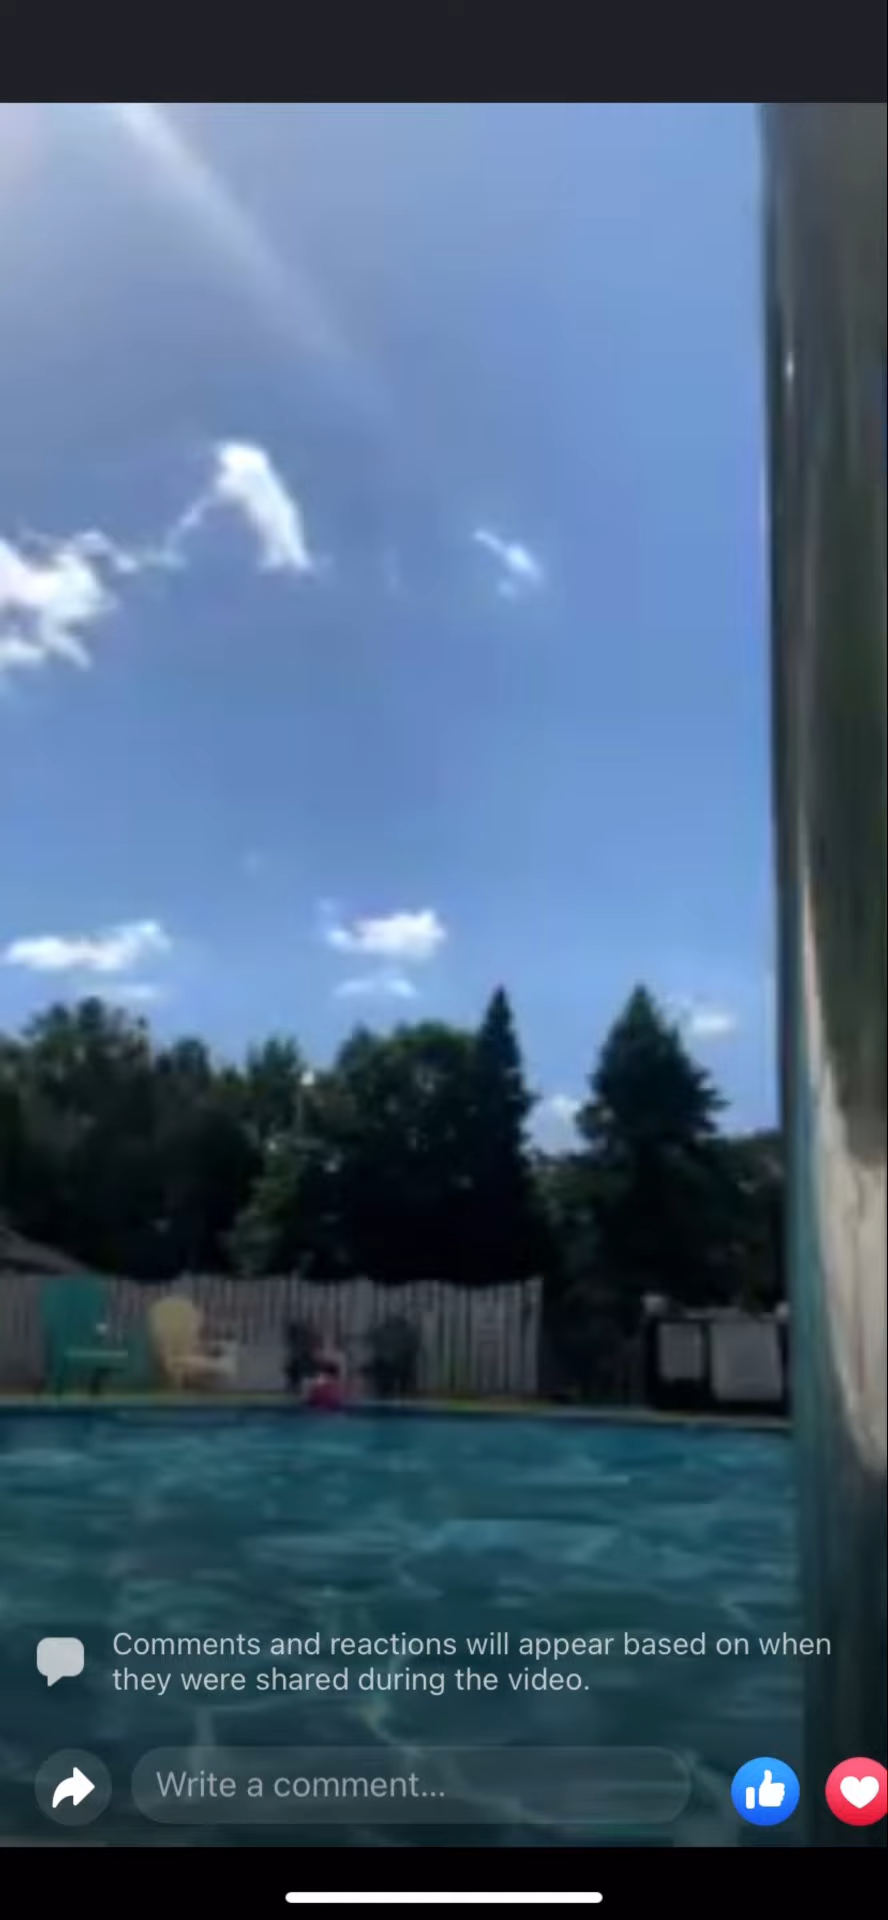 Comments and reactions will appear based on when
they were shared during the video.
Write a comment...